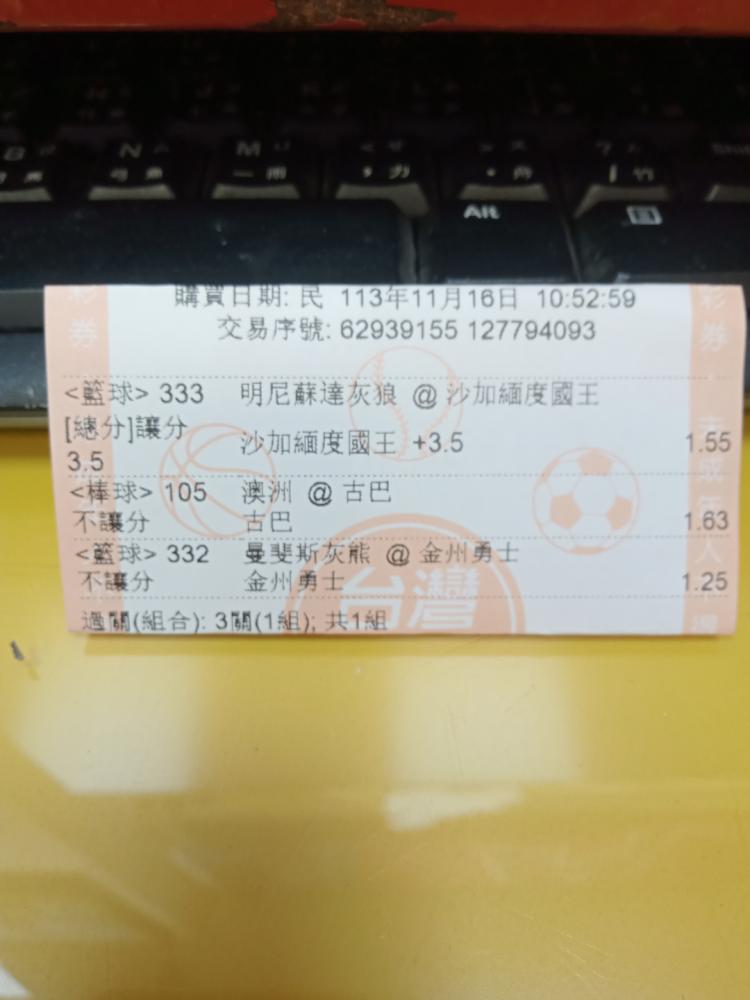 N
M
Alt
購買日期: 民 113年11月16日 10:52:59
交易序號: 62939155 127794093
<籃球> 333 明尼蘇達灰狼 @ 沙加緬度國王
[總分]讓分
3.5
沙加緬度國王 +3.5 1.55
<棒球> 105 澳洲 @ 古巴
不讓分 古巴 1.63
<籃球> 332 曼斐斯灰熊 @ 金州勇士
不讓分 金州勇士 1.25
過關(組合): 3關(1組); 共1組
彩券
彩券
台灣